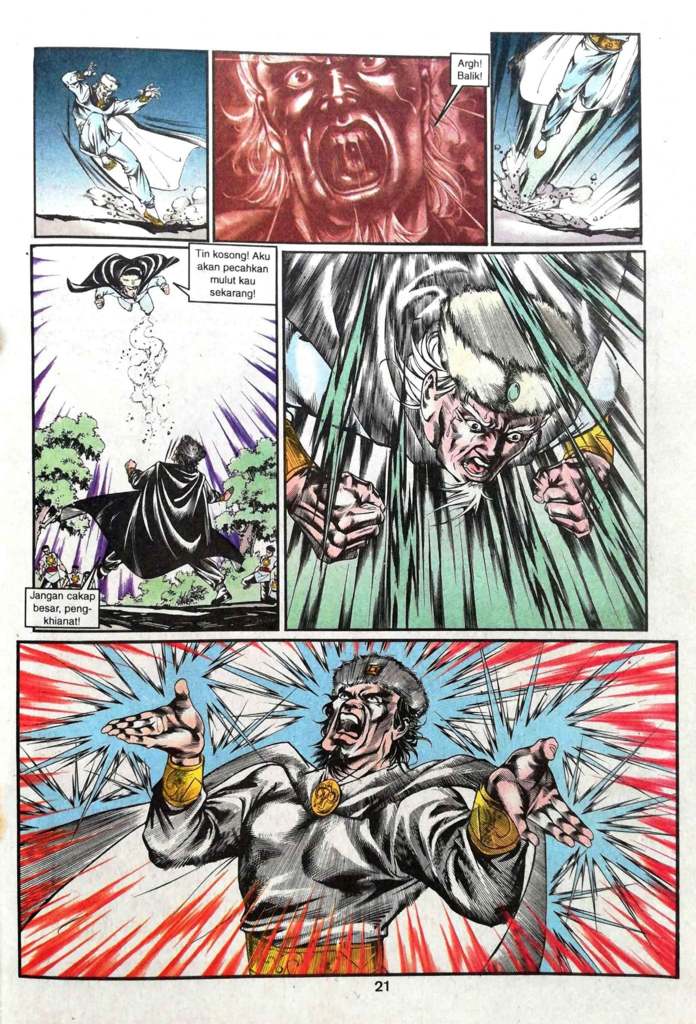 Argh!
Balik!
Tin kosong! Aku
akan pecahkan
mulut kau
sekarang!
Jangan cakap
besar, peng-
khianat!
21